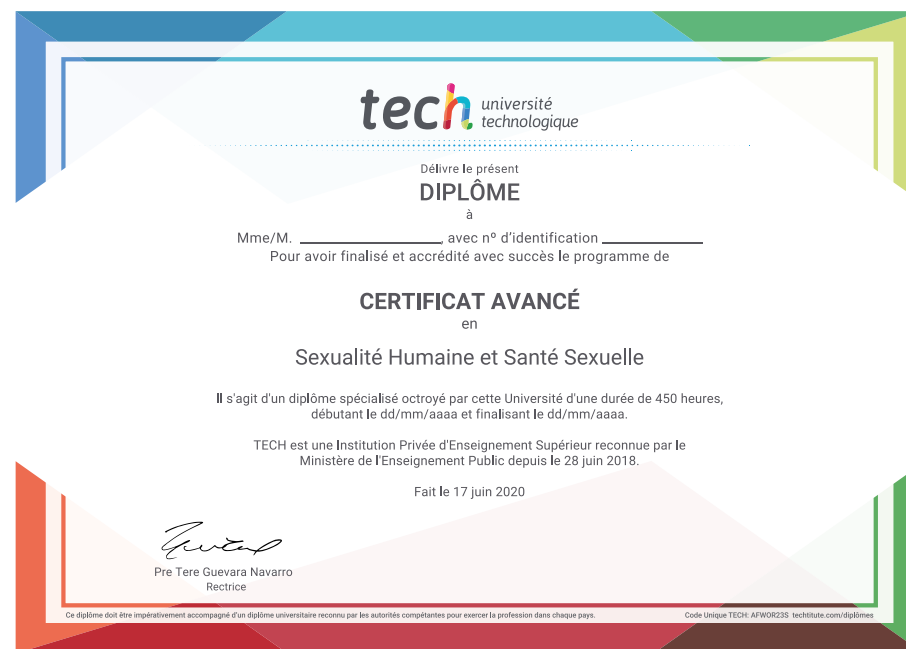 tech université
technologique
Délivre le présent
DIPLÔME
à
Mme/M. ____________, avec nº d'identification ____________
Pour avoir finalisé et accrédité avec succès le programme de
CERTIFICAT AVANCÉ
en
Sexualité Humaine et Santé Sexuelle
Il s'agit d'un diplôme spécialisé octroyé par cette Université d'une durée de 450 heures,
débutant le dd/mm/aaaa et finalisant le dd/mm/aaaa.
TECH est une Institution Privée d'Enseignement Supérieur reconnue par le
Ministère de l'Enseignement Public depuis le 28 juin 2018.
Fait le 17 juin 2020
Pre Tere Guevara Navarro
Rectrice
Ce diplôme doit être impérativement accompagné d'un diplôme universitaire reconnu par les autorités compétentes pour exercer la profession dans chaque pays. Code Unique TECH: AFWOR23S techtitute.com/diplômes